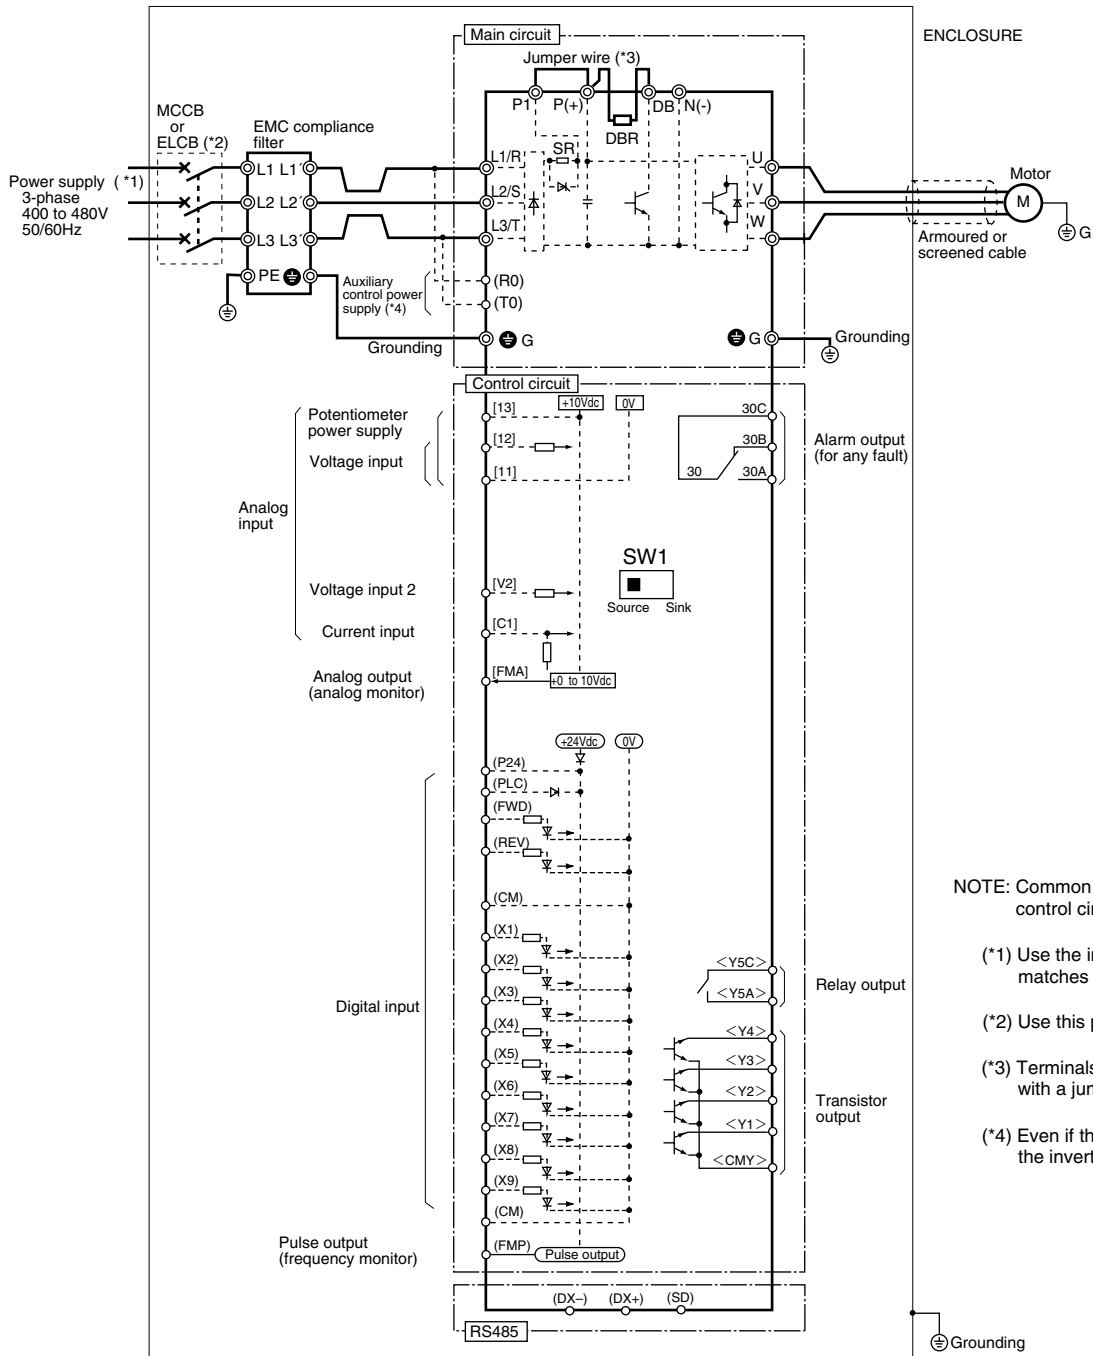 Main circuit
ENCLOSURE
Jumper wire (*3)
P1
P(+)
DB
N(-)
DBR
MCCB
or
ELCB (*2)
EMC compliance
filter
SR
L1 L1´
L2 L2´
L3 L3´
PE
L1/R
L2/S
L3/T
U
V
W
Power supply (*1)
3-phase
400 to 480V
50/60Hz
Motor
M
G
Armoured or
screened cable
Auxiliary
control power
supply (*4)
(R0)
(T0)
Grounding
G
G
Grounding
Control circuit
Potentiometer
power supply
[13]
+10Vdc
0V
30C
[12]
Voltage input
30B
Alarm output
(for any fault)
[11]
30
30A
Analog
input
SW1
Source Sink
Voltage input 2
[V2]
Current input
[C1]
Analog output
(analog monitor)
[FMA]
+0 to 10Vdc
+24Vdc
0V
(P24)
(PLC)
(FWD)
(REV)
(CM)
(X1)
(X2)
(X3)
(X4)
(X5)
(X6)
(X7)
(X8)
(X9)
(CM)
Digital input
<Y5C>
<Y5A>
Relay output
<Y4>
<Y3>
<Y2>
<Y1>
<CMY>
Transistor
output
Pulse output
(frequency monitor)
(FMP)
Pulse output
(DX–)
(DX+)
(SD)
RS485
Grounding
NOTE: Common
control ci
(*1) Use the i
matches
(*2) Use this p
(*3) Terminals
with a jum
(*4) Even if th
the invert